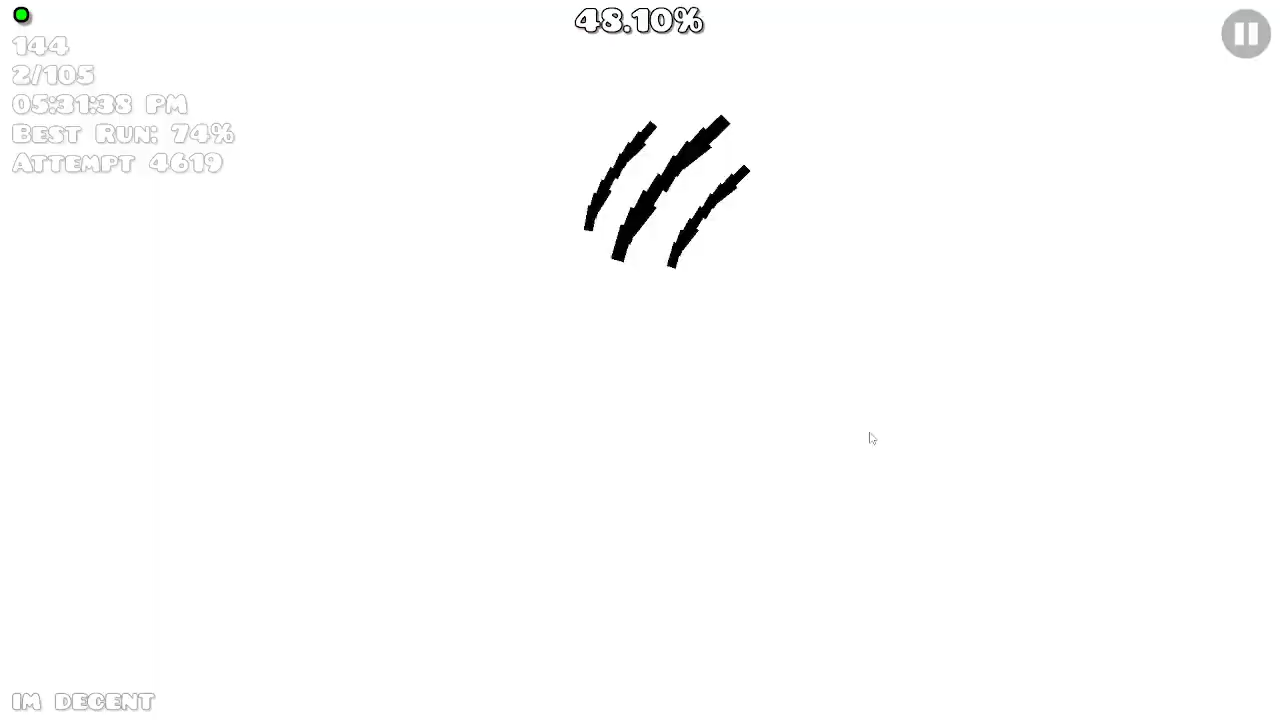 48.10%
144
2/105
05:31:38 PM
Best Run: 74%
Attempt 4619
IM DECENT